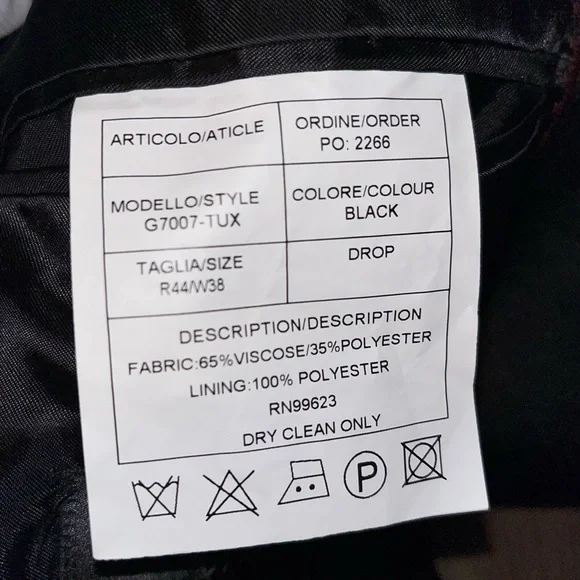 ARTICOLO/ATICLE
ORDINE/ORDER
PO: 2266
MODELLO/STYLE
G7007-TUX
COLORE/COLOUR
BLACK
TAGLIA/SIZE
R44/W38
DROP
DESCRIPTION/DESCRIPTION
FABRIC:65%VISCOSE/35%POLYESTER
LINING:100% POLYESTER
RN99623
DRY CLEAN ONLY
P